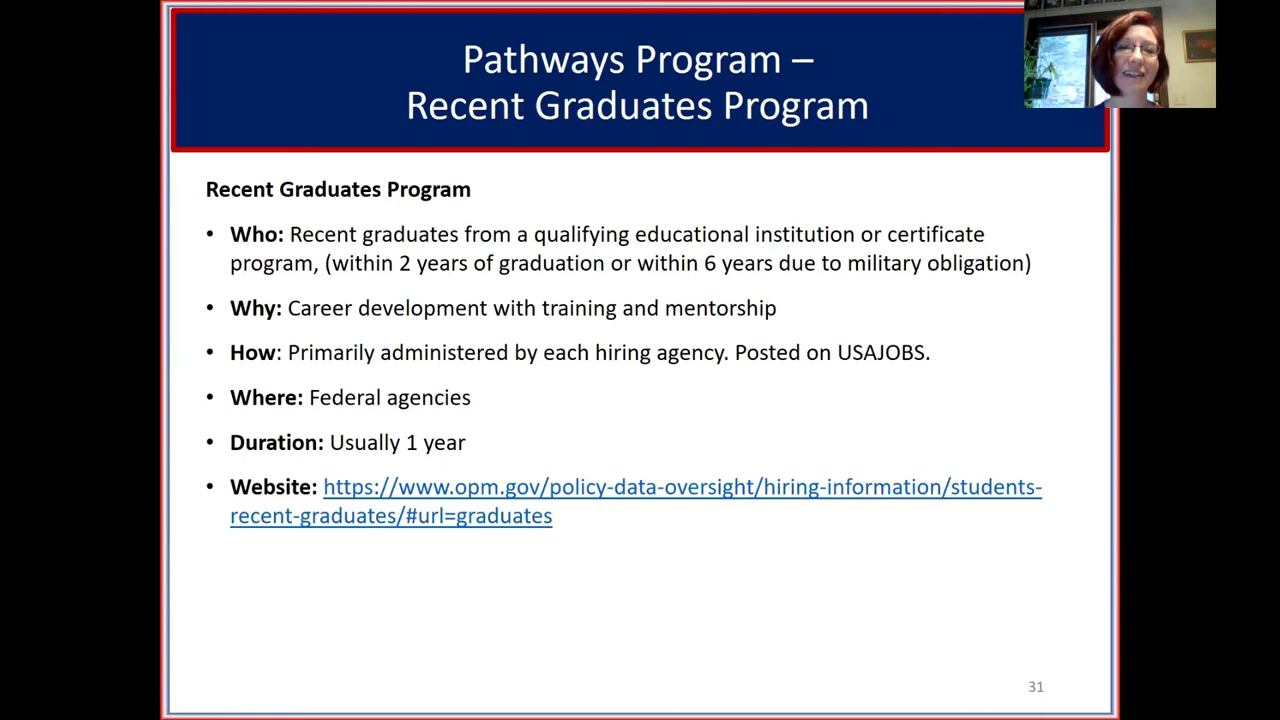 Pathways Program –
Recent Graduates Program
Recent Graduates Program
• Who: Recent graduates from a qualifying educational institution or certificate
program, (within 2 years of graduation or within 6 years due to military obligation)
• Why: Career development with training and mentorship
• How: Primarily administered by each hiring agency. Posted on USAJOBS.
• Where: Federal agencies
• Duration: Usually 1 year
• Website: https://www.opm.gov/policy-data-oversight/hiring-information/students-
recent-graduates/#url=graduates
31